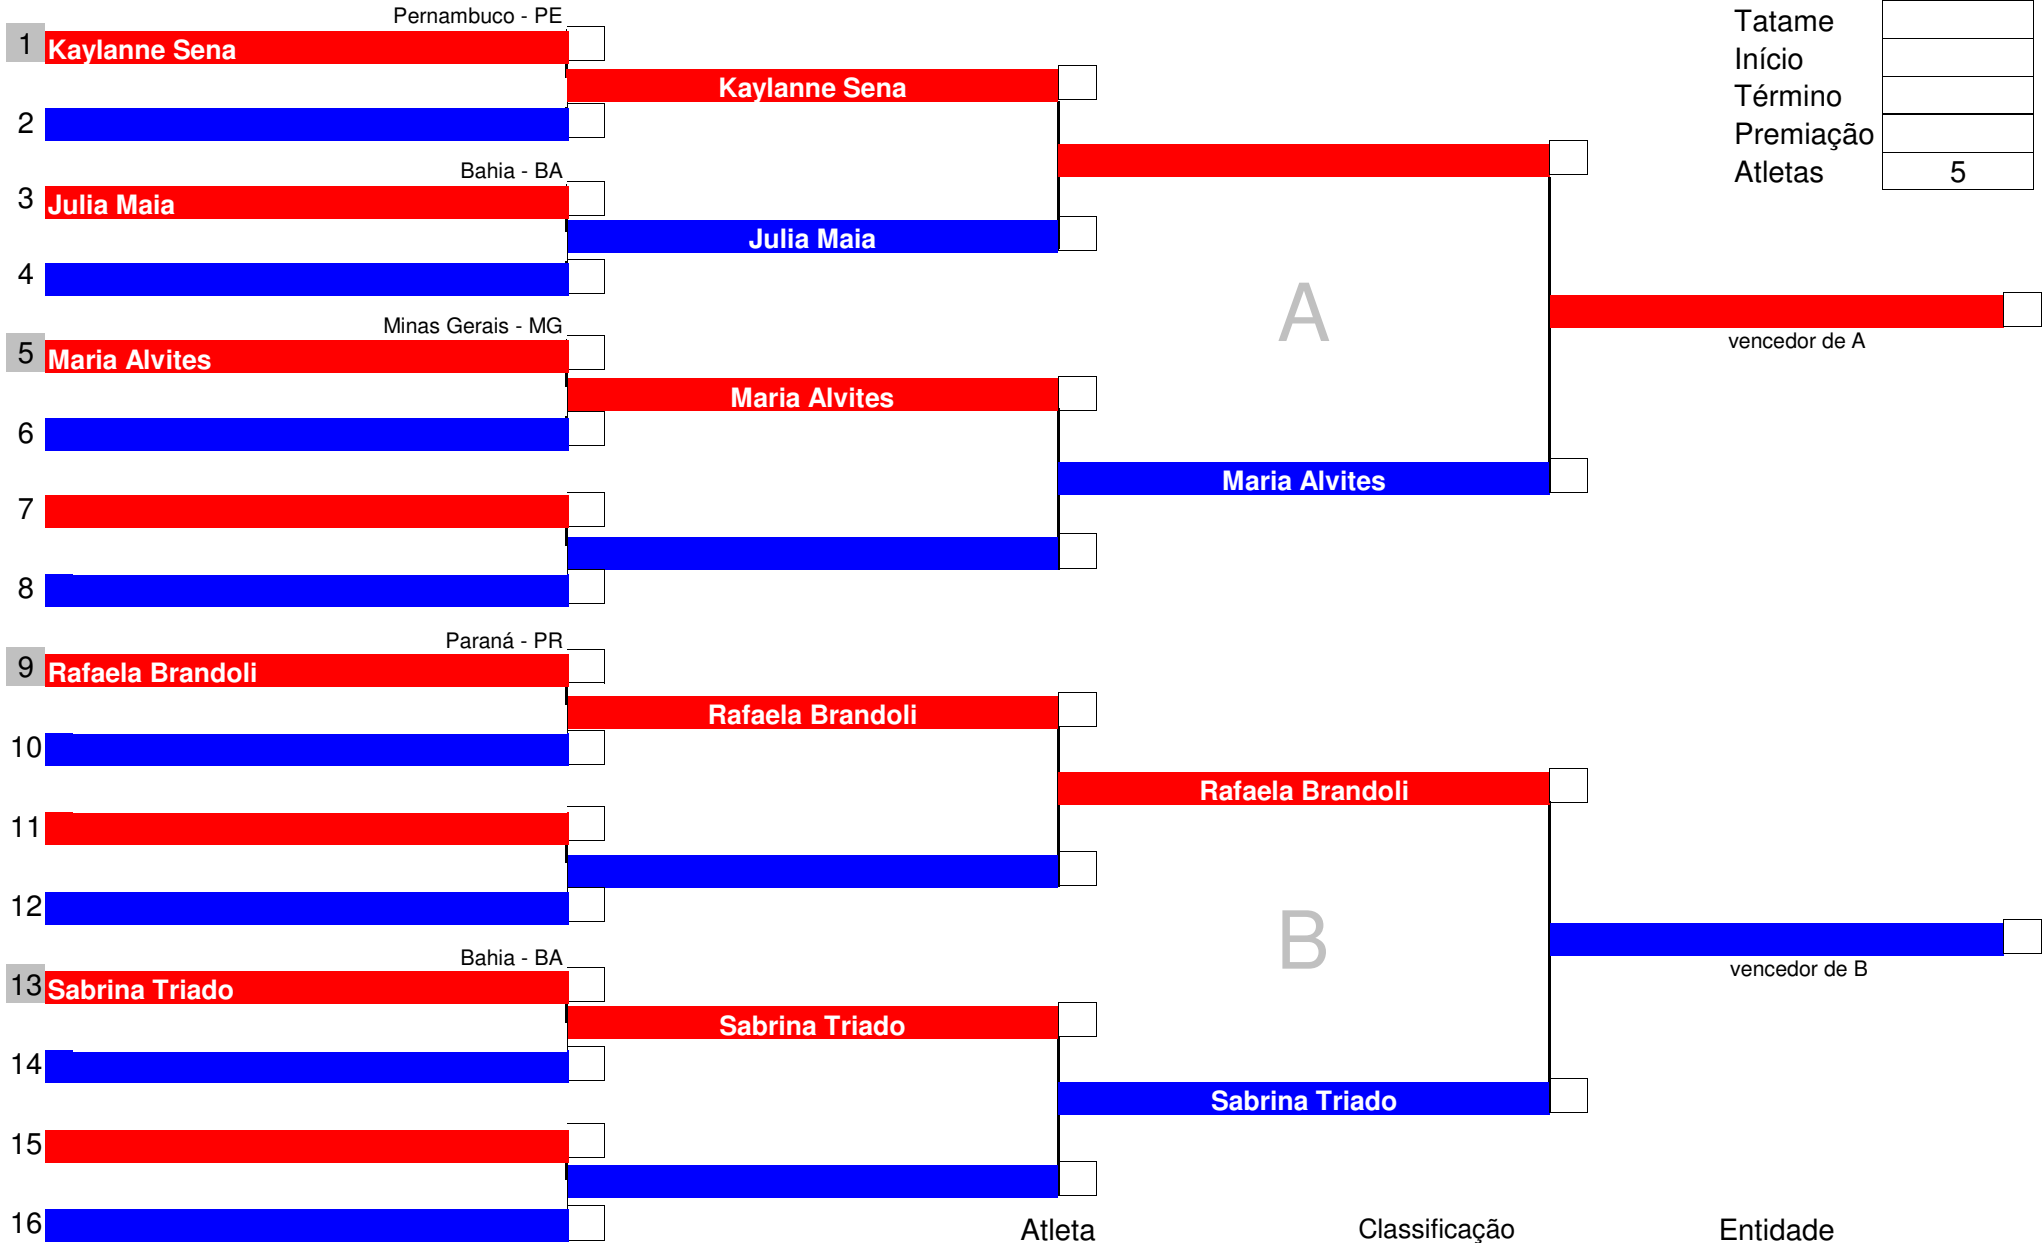 Pernambuco - PE
1 Kaylanne Sena
Kaylanne Sena
2
Bahia - BA
3 Julia Maia
Julia Maia
4
Minas Gerais - MG
5 Maria Alvites
Maria Alvites
6
Maria Alvites
7
8
A
vencedor de A
Paraná - PR
9 Rafaela Brandoli
Rafaela Brandoli
10
Rafaela Brandoli
11
12
B
vencedor de B
Bahia - BA
13 Sabrina Triado
Sabrina Triado
14
Sabrina Triado
15
16
Tatame
Início
Término
Premiação
Atletas 5
Atleta Classificação Entidade